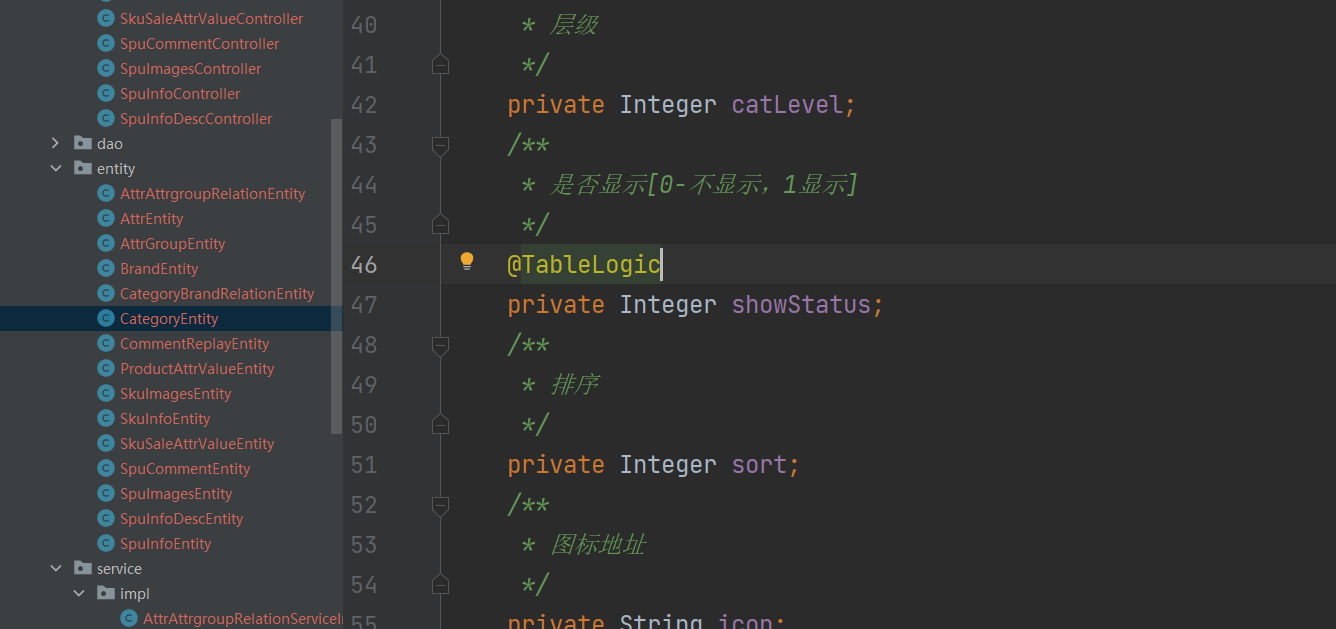 SkuSaleAttrValueController
SpuCommentController
SpuImagesController
SpuInfoController
SpuInfoDescController
dao
entity
AttrAttrgroupRelationEntity
AttrEntity
AttrGroupEntity
BrandEntity
CategoryBrandRelationEntity
CategoryEntity
CommentReplayEntity
ProductAttrValueEntity
SkuImagesEntity
SkuInfoEntity
SkuSaleAttrValueEntity
SpuCommentEntity
SpuImagesEntity
SpuInfoDescEntity
SpuInfoEntity
service
impl
AttrAttrgroupRelationServiceI
40 * 层级
41 */
42 private Integer catLevel;
43 /**
44 * 是否显示[0-不显示，1显示]
45 */
46 @TableLogic
47 private Integer showStatus;
48 /**
49 * 排序
50 */
51 private Integer sort;
52 /**
53 * 图标地址
54 */
55 private String icon;